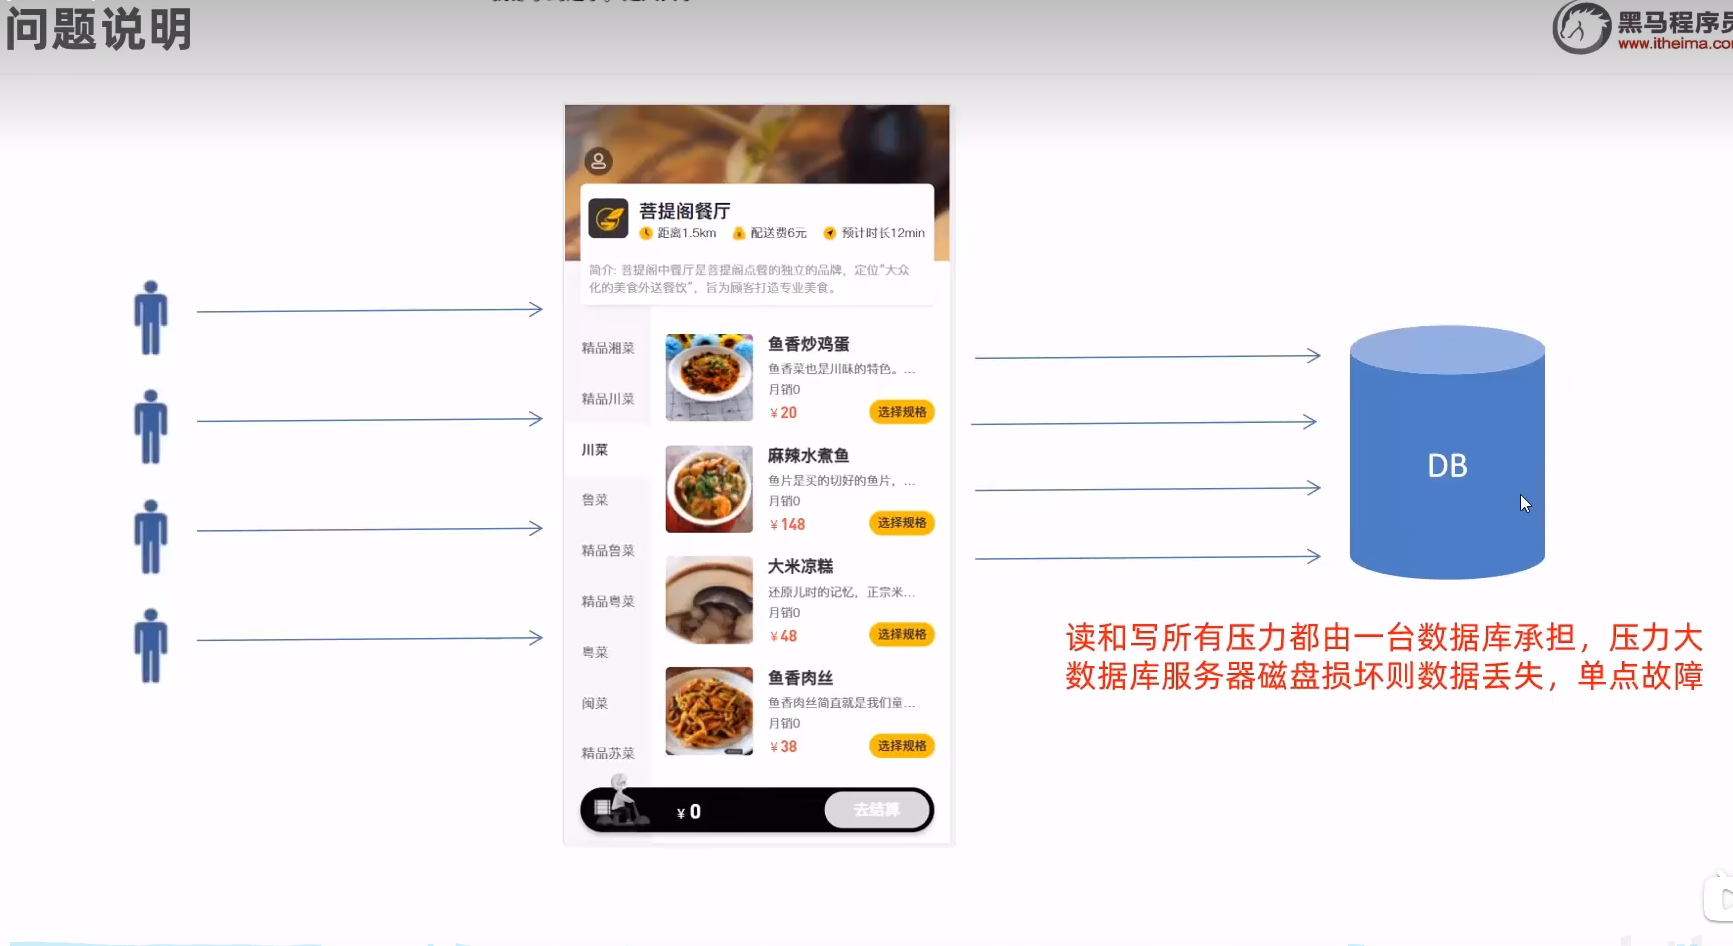 问题说明
黑马程序员
www.itheima.com
菩提阁餐厅
距离1.5km 配送费6元 预计时长12min
简介: 菩提阁中餐厅是菩提阁点餐的独立的品牌，定位“大众
化的美食外送餐饮”，旨为顾客打造专业美食。
精品湘菜
精品川菜
川菜
鲁菜
精品鲁菜
精品粤菜
粤菜
闽菜
精品苏菜
鱼香炒鸡蛋
鱼香菜也是川味的特色。...
月销0
¥20
选择规格
麻辣水煮鱼
鱼片是买的切好的鱼片，...
月销0
¥148
选择规格
大米凉糕
还原儿时的记忆，正宗米...
月销0
¥48
选择规格
鱼香肉丝
鱼香肉丝简直就是我们童...
月销0
¥38
选择规格
¥0
去结算
DB
读和写所有压力都由一台数据库承担，压力大
数据库服务器磁盘损坏则数据丢失，单点故障